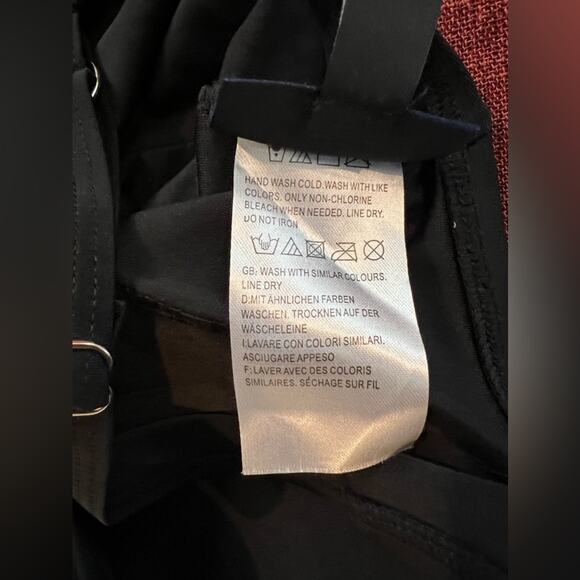 HAND WASH COLD.WASH WITH LIKE
COLORS. ONLY NON-CHLORINE
BLEACH WHEN NEEDED. LINE DRY.
DO NOT IRON
GB: WASH WITH SIMILAR COLOURS.
LINE DRY
D:MIT ÄHNLICHEN FARBEN
WASCHEN. TROCKNEN AUF DER
WÄSCHELEINE
I.LAVARE CON COLORI SIMILARI.
ASCIUGARE APPESO
F: LAVER AVEC DES COLORIS
SIMILAIRES. SÉCHAGE SUR FIL